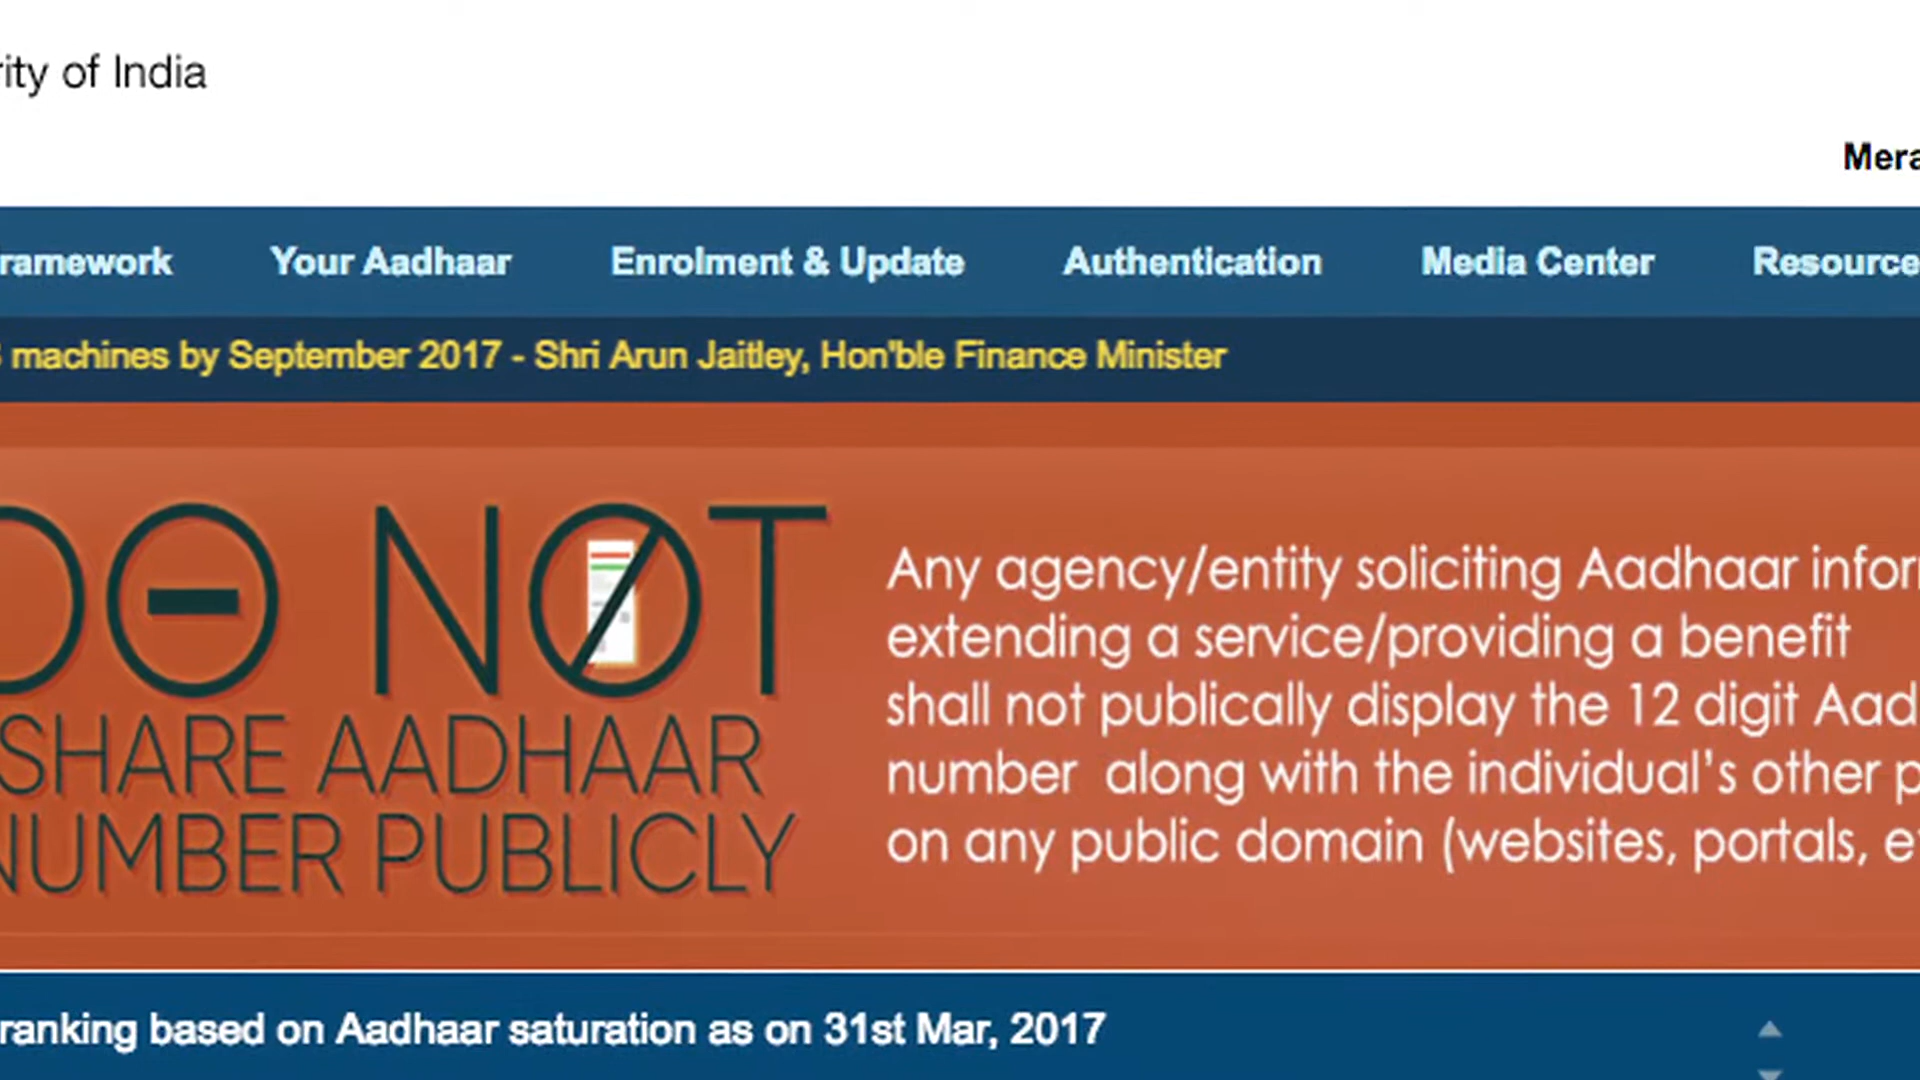 rity of India
Mera
ramework Your Aadhaar Enrolment & Update Authentication Media Center Resource
machines by September 2017 - Shri Arun Jaitley, Hon'ble Finance Minister
DO NOT
SHARE AADHAAR
NUMBER PUBLICLY
Any agency/entity soliciting Aadhaar infor
extending a service/providing a benefit
shall not publically display the 12 digit Aad
number along with the individual's other p
on any public domain (websites, portals, e
ranking based on Aadhaar saturation as on 31st Mar, 2017